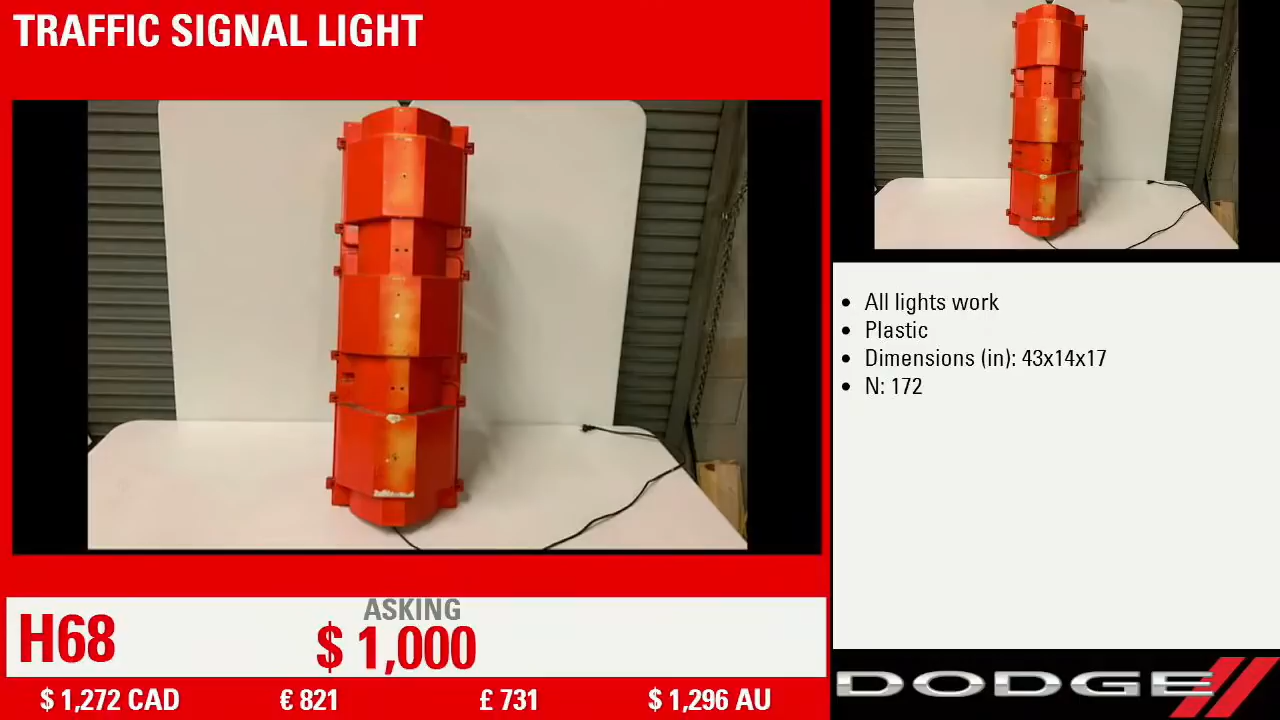 TRAFFIC SIGNAL LIGHT
• All lights work
• Plastic
• Dimensions (in): 43x14x17
• N: 172
H68
ASKING
$ 1,000
$ 1,272 CAD € 821 £ 731 $ 1,296 AU
DODGE